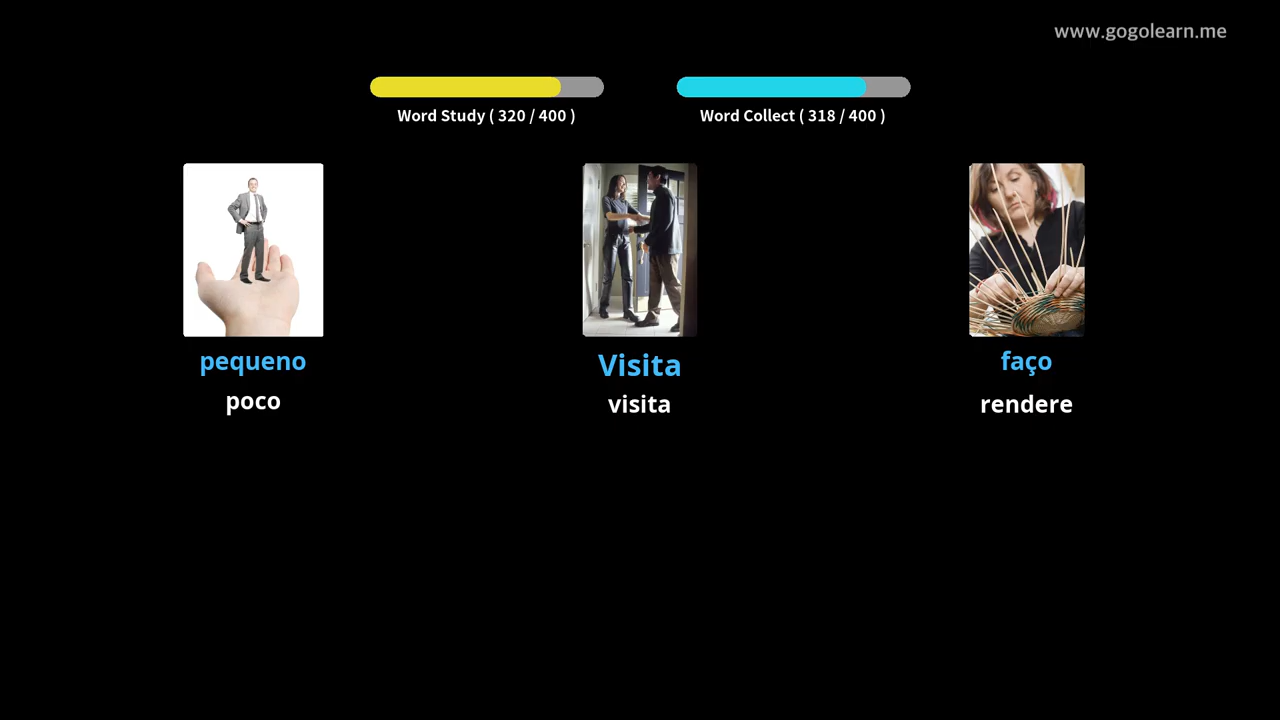 www.gogolearn.me
Word Study ( 320 / 400 )
Word Collect ( 318 / 400 )
pequeno
poco
Visita
visita
faço
rendere